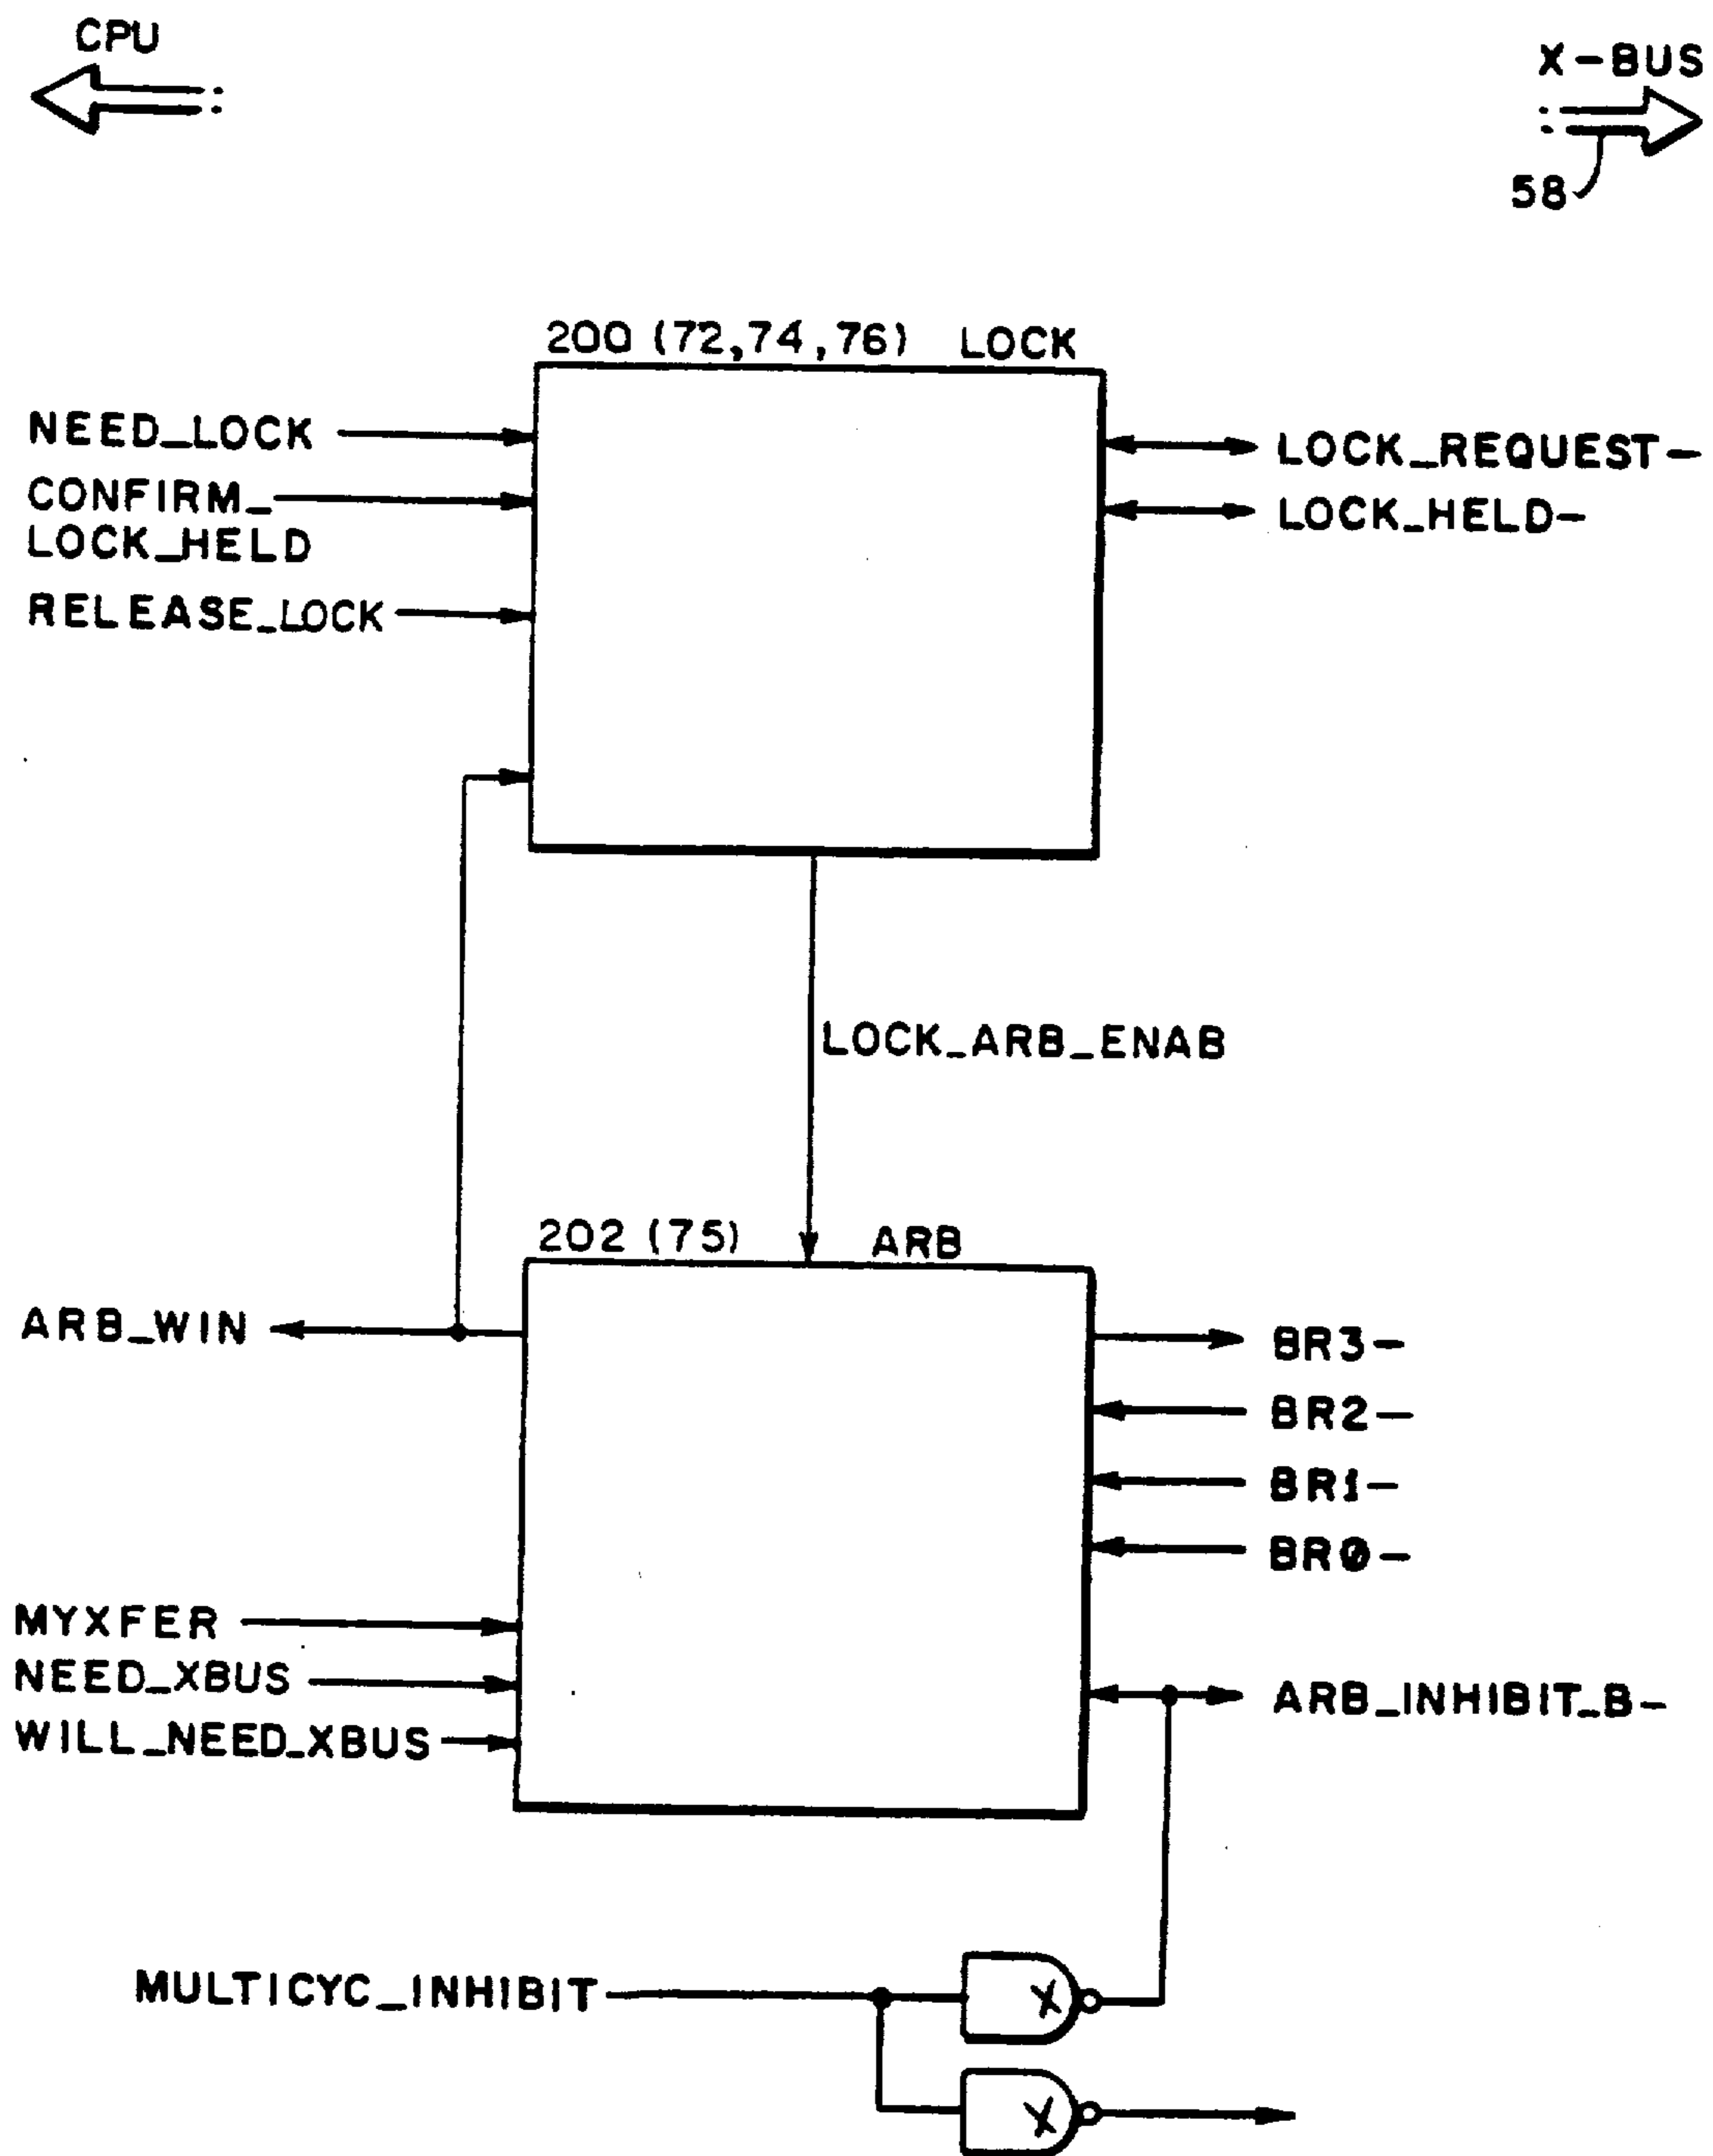 CPU
X-BUS
58
200 (72,74,76) LOCK
NEED_LOCK
CONFIRM_
LOCK_HELD
RELEASE_LOCK
LOCK_REQUEST-
LOCK_HELD-
LOCK_ARB_ENAB
202 (75) ARB
ARB_WIN
BR3-
BR2-
BR1-
BR0-
MYXFER
NEED_XBUS
WILL_NEED_XBUS
ARB_INHIBIT_B-
MULTICYC_INHIBIT
X
X